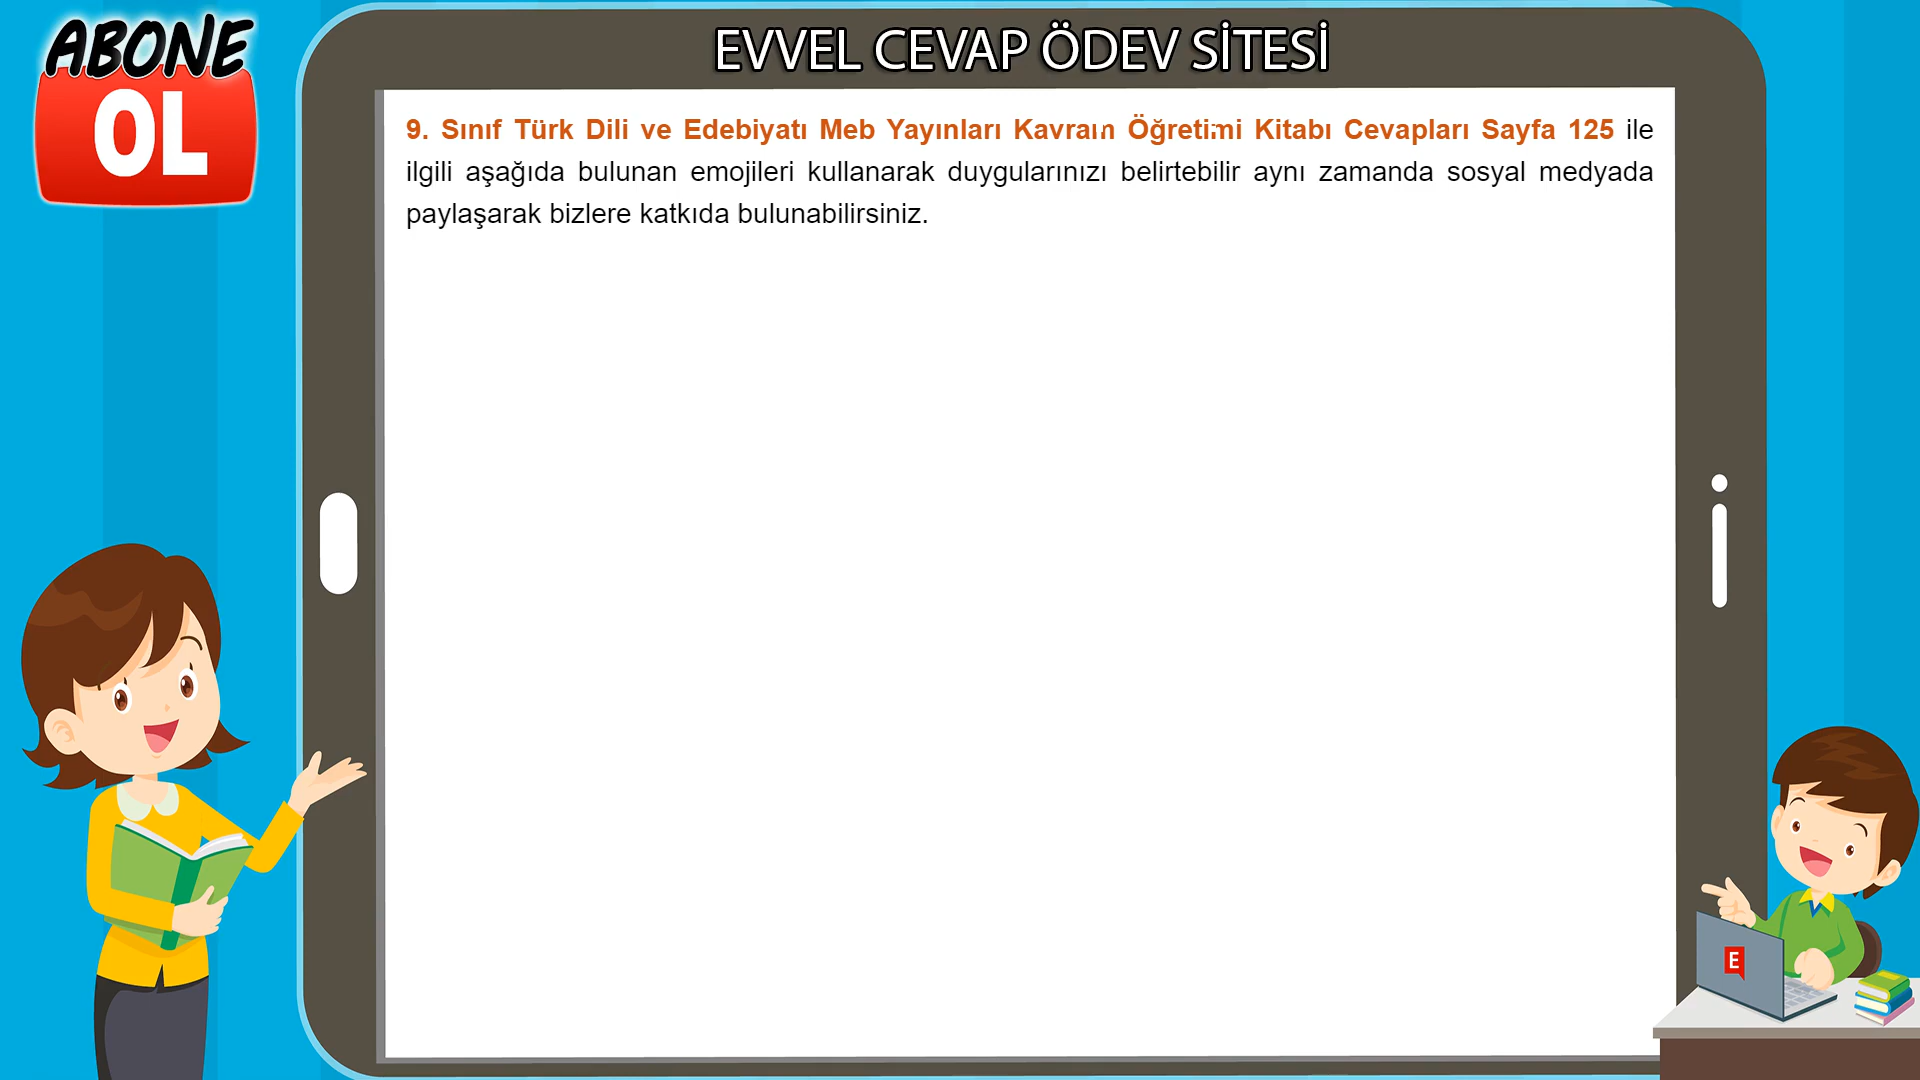 ABONE
OL
EVVEL CEVAP ÖDEV SİTESİ
9. Sınıf Türk Dili ve Edebiyatı Meb Yayınları Kavram Öğretimi Kitabı Cevapları Sayfa 125 ile
ilgili aşağıda bulunan emojileri kullanarak duygularınızı belirtebilir aynı zamanda sosyal medyada
paylaşarak bizlere katkıda bulunabilirsiniz.
E